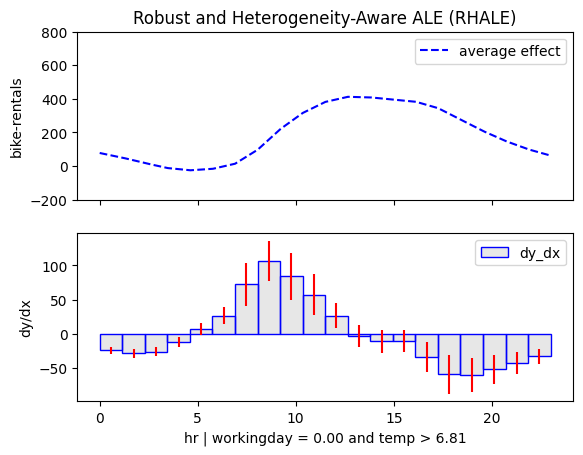 Robust and Heterogeneity-Aware ALE (RHALE)
800
600
400
200
0
−200
bike-rentals
average effect
100
50
0
−50
dy/dx
dy_dx
0 5 10 15 20
hr | workingday = 0.00 and temp > 6.81